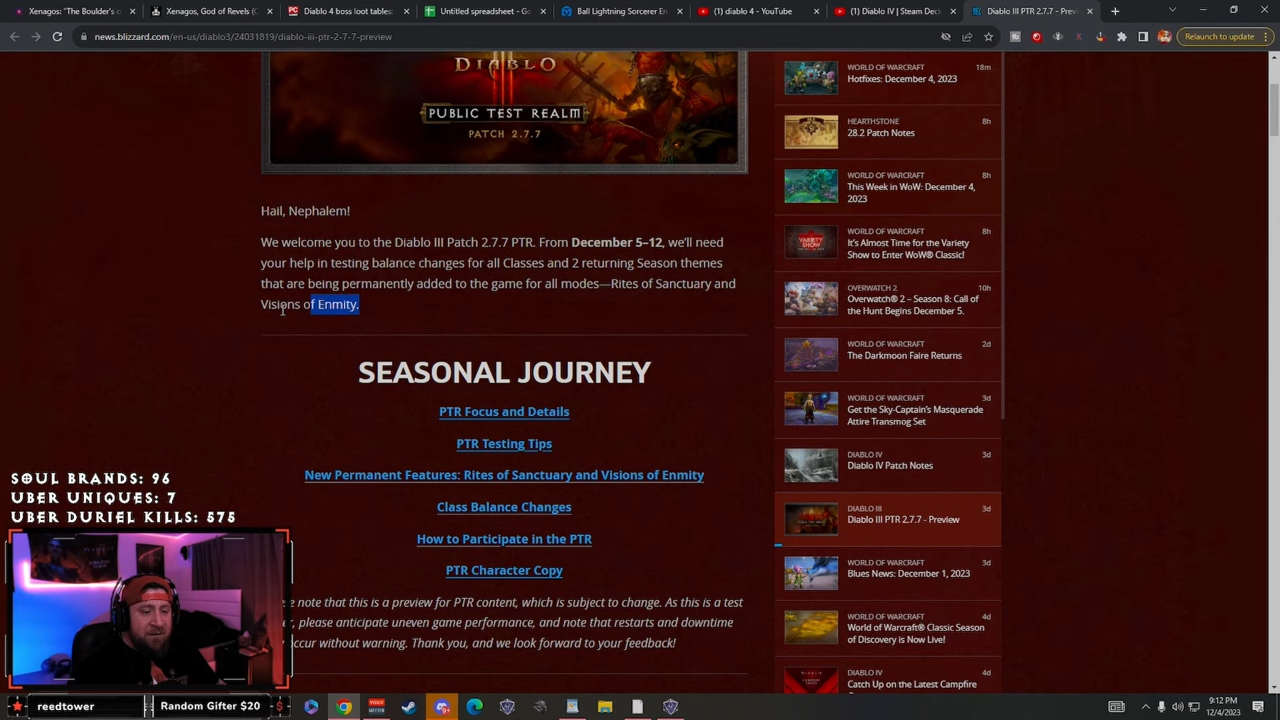 Xenagos: "The Boulder's
Xenagos, God of Revels (C
Diablo 4 boss loot tables:
Untitled spreadsheet - Go
Ball Lightning Sorcerer En
(1) diablo 4 - YouTube
(1) Diablo IV | Steam Deck
Diablo III PTR 2.7.7 - Prev
news.blizzard.com/en-us/diablo3/24031819/diablo-iii-ptr-2-7-7-preview
Relaunch to update
DIABLO
III
PUBLIC TEST REALM
PATCH 2.7.7
Hail, Nephalem!
We welcome you to the Diablo III Patch 2.7.7 PTR. From December 5–12, we'll need
your help in testing balance changes for all Classes and 2 returning Season themes
that are being permanently added to the game for all modes—Rites of Sanctuary and
Visions of Enmity.
SEASONAL JOURNEY
PTR Focus and Details
PTR Testing Tips
New Permanent Features: Rites of Sanctuary and Visions of Enmity
Class Balance Changes
How to Participate in the PTR
PTR Character Copy
e note that this is a preview for PTR content, which is subject to change. As this is a test
, please anticipate uneven game performance, and note that restarts and downtime
ccur without warning. Thank you, and we look forward to your feedback!
WORLD OF WARCRAFT 18m
Hotfixes: December 4, 2023
HEARTHSTONE 8h
28.2 Patch Notes
WORLD OF WARCRAFT 8h
This Week in WoW: December 4,
2023
WORLD OF WARCRAFT 8h
It's Almost Time for the Variety
Show to Enter WoW® Classic!
VARIETY
SHOW
OVERWATCH 2 10h
Overwatch® 2 – Season 8: Call of
the Hunt Begins December 5.
WORLD OF WARCRAFT 2d
The Darkmoon Faire Returns
WORLD OF WARCRAFT 3d
Get the Sky-Captain's Masquerade
Attire Transmog Set
DIABLO IV 3d
Diablo IV Patch Notes
DIABLO III 3d
Diablo III PTR 2.7.7 - Preview
WORLD OF WARCRAFT 3d
Blues News: December 1, 2023
WORLD OF WARCRAFT 4d
World of Warcraft® Classic Season
of Discovery is Now Live!
DIABLO IV 4d
Catch Up on the Latest Campfire
SOUL BRANDS: 96
UBER UNIQUES: 7
UBER DURIEL KILLS: 575
reedtower
Random Gifter $20
9:12 PM
12/4/2023